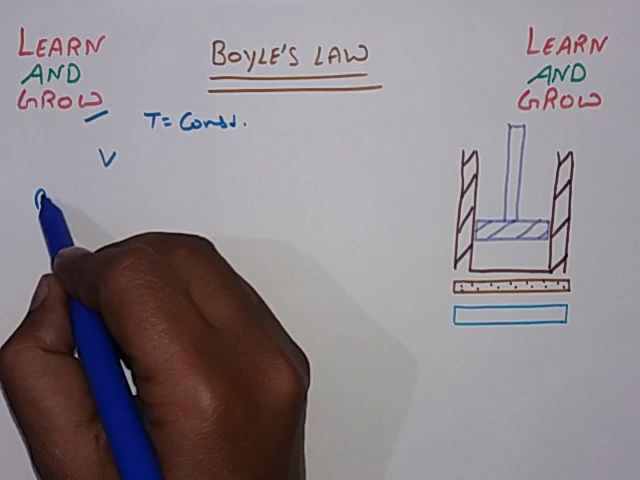 LEARN
AND
GROW
BOYLE'S LAW
LEARN
AND
GROW
T = Const.
V